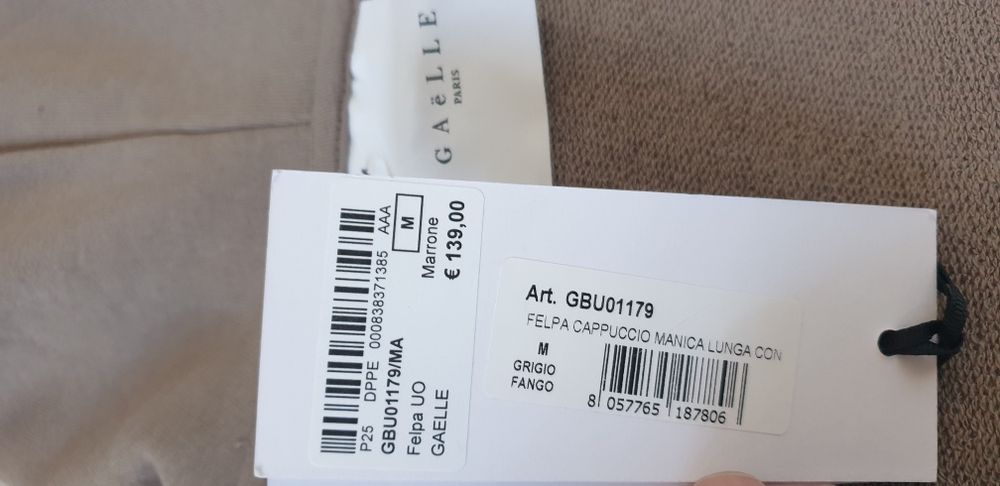 GAëLLE
PARIS
P25 DPPE 000838371385 AAA
GBU01179/MA
M
Felpa UO
Marrone
GAELLE
€ 139,00
Art. GBU01179
FELPA CAPPUCCIO MANICA LUNGA CON
M
GRIGIO
FANGO
8 057765 187806